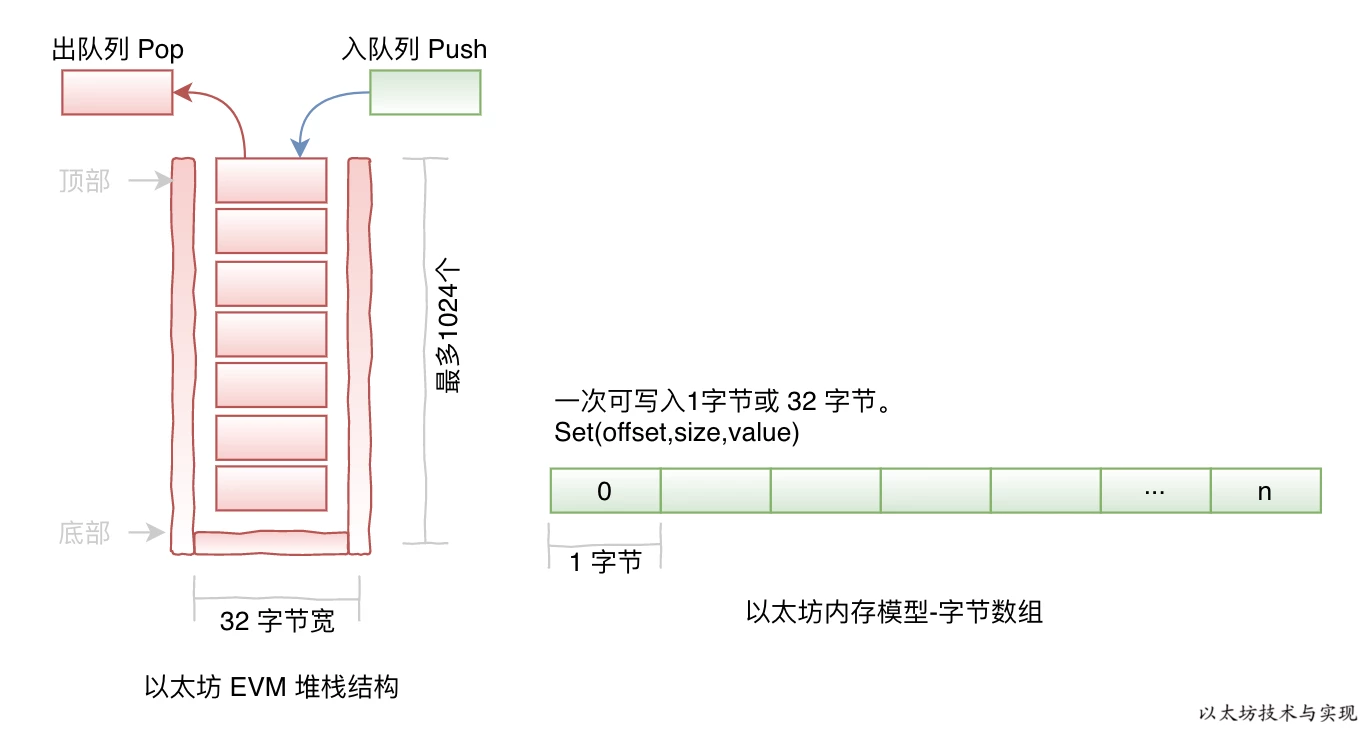 出队列 Pop
入队列 Push
顶部
最多1024个
底部
32 字节宽
以太坊 EVM 堆栈结构
一次可写入1字节或 32 字节。
Set(offset,size,value)
0
···
n
1 字节
以太坊内存模型-字节数组
以太坊技术与实现